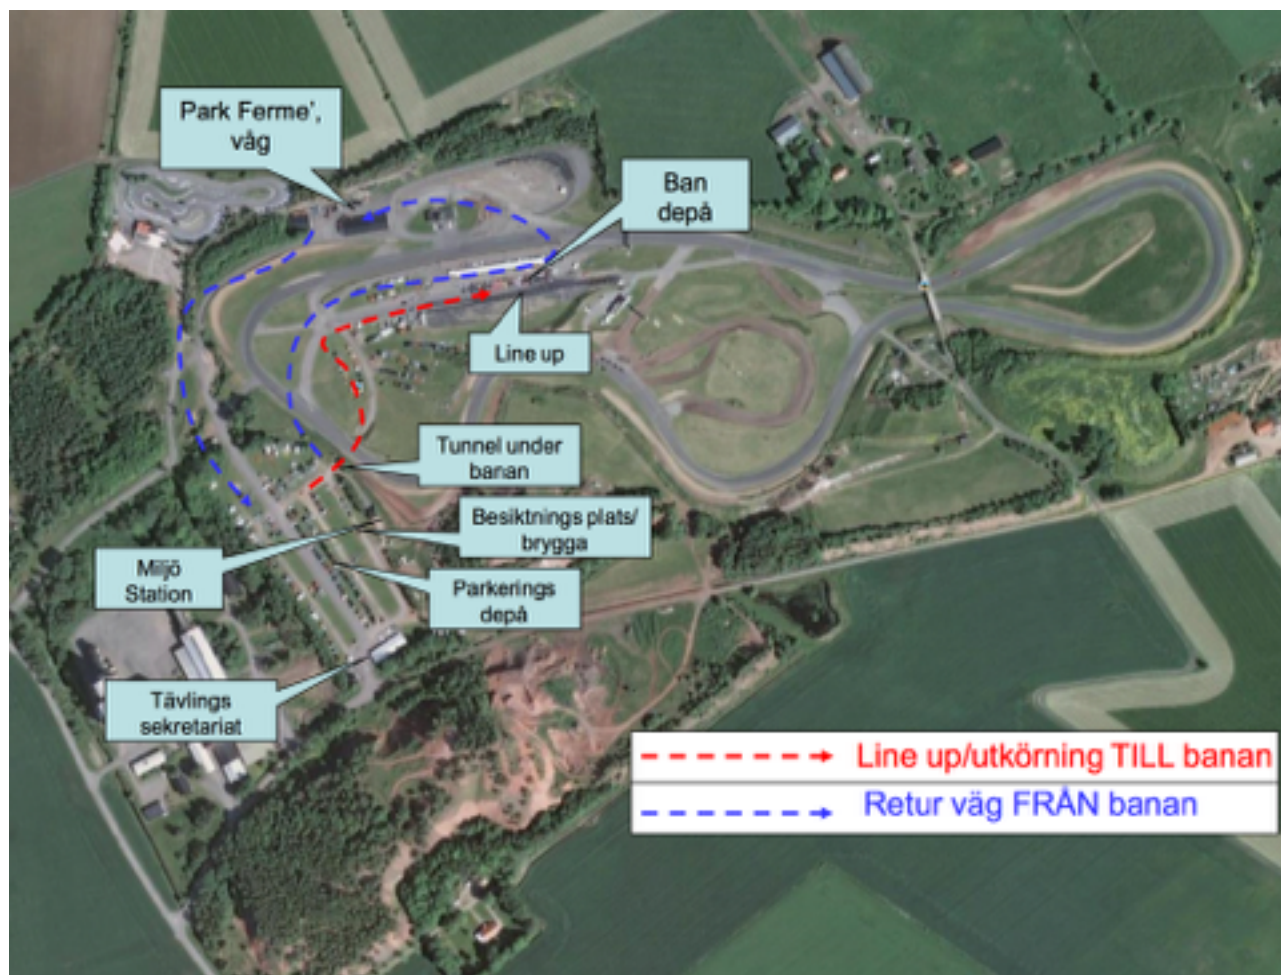 Park Ferme',
våg
Ban
depå
Line up
Tunnel under
banan
Besiktnings plats/
brygga
Miljö
Station
Parkerings
depå
Tävlings
sekretariat
Line up/utkörning TILL banan
Retur väg FRÅN banan